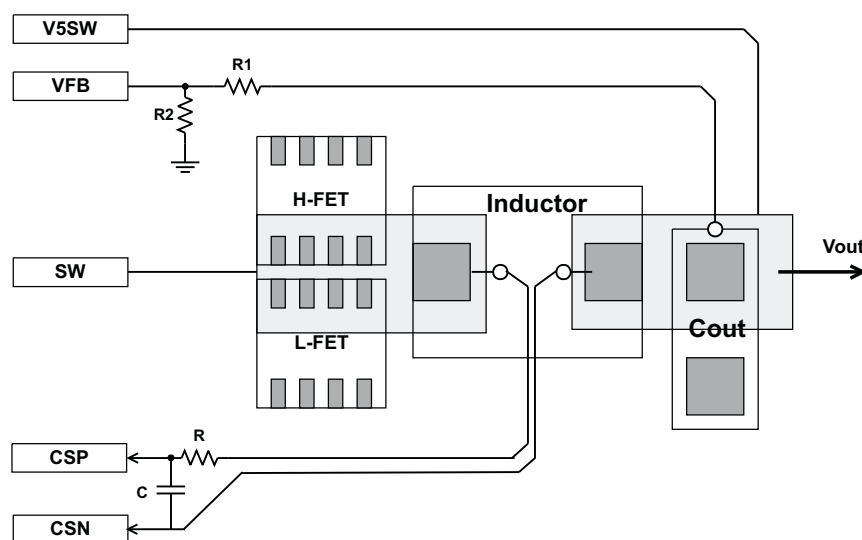 V5SW
VFB
R1
R2
H-FET
Inductor
SW
Vout
L-FET
Cout
CSP
R
C
CSN